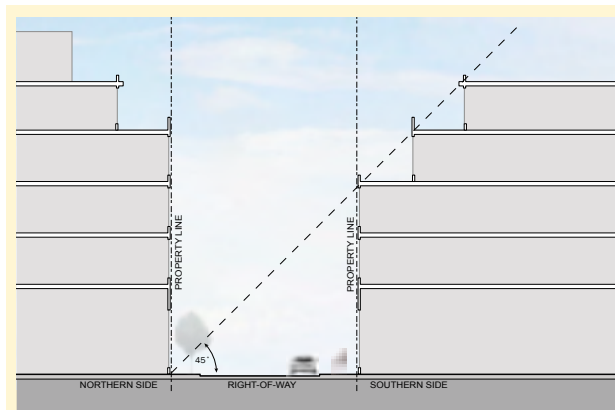 PROPERTY LINE
PROPERTY LINE
45°
NORTHERN SIDE
RIGHT-OF-WAY
SOUTHERN SIDE